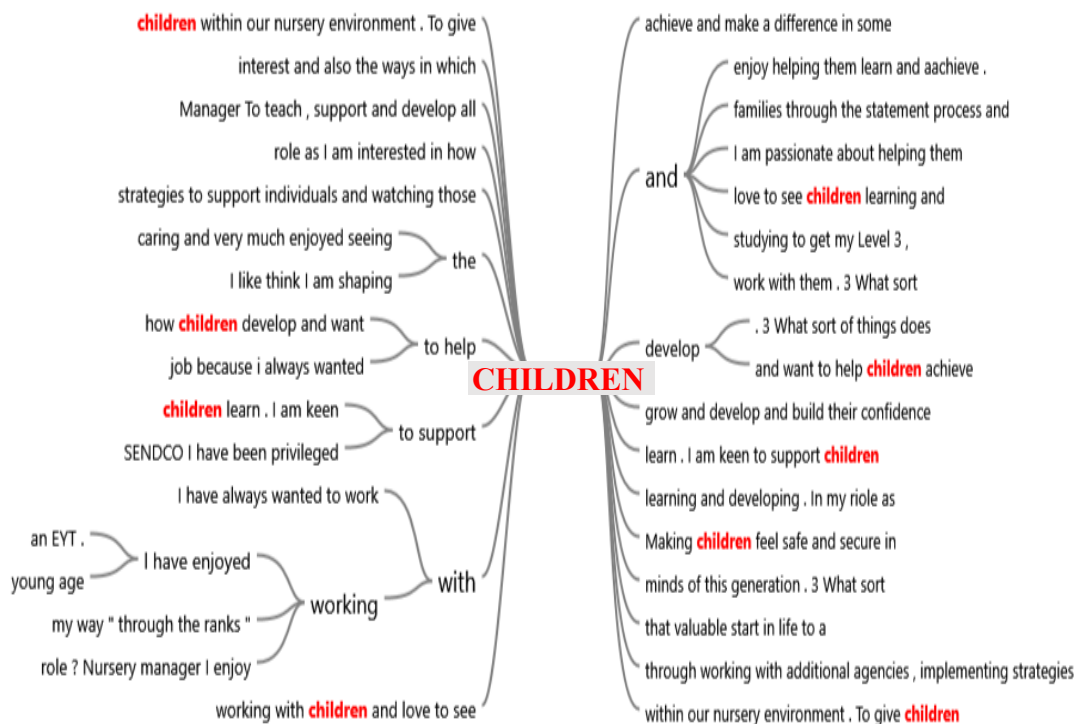 children within our nursery environment . To give
interest and also the ways in which
Manager To teach , support and develop all
role as I am interested in how
strategies to support individuals and watching those
caring and very much enjoyed seeing
I like think I am shaping
the
how children develop and want
job because i always wanted
to help
children learn . I am keen
SENDCO I have been privileged
to support
I have always wanted to work
an EYT .
young age
I have enjoyed
my way " through the ranks "
role ? Nursery manager I enjoy
working
with
working with children and love to see
CHILDREN
achieve and make a difference in some
and
enjoy helping them learn and aachieve .
families through the statement process and
I am passionate about helping them
love to see children learning and
studying to get my Level 3 ,
work with them . 3 What sort
develop
. 3 What sort of things does
and want to help children achieve
grow and develop and build their confidence
learn . I am keen to support children
learning and developing . In my riole as
Making children feel safe and secure in
minds of this generation . 3 What sort
that valuable start in life to a
through working with additional agencies , implementing strategies
within our nursery environment . To give children